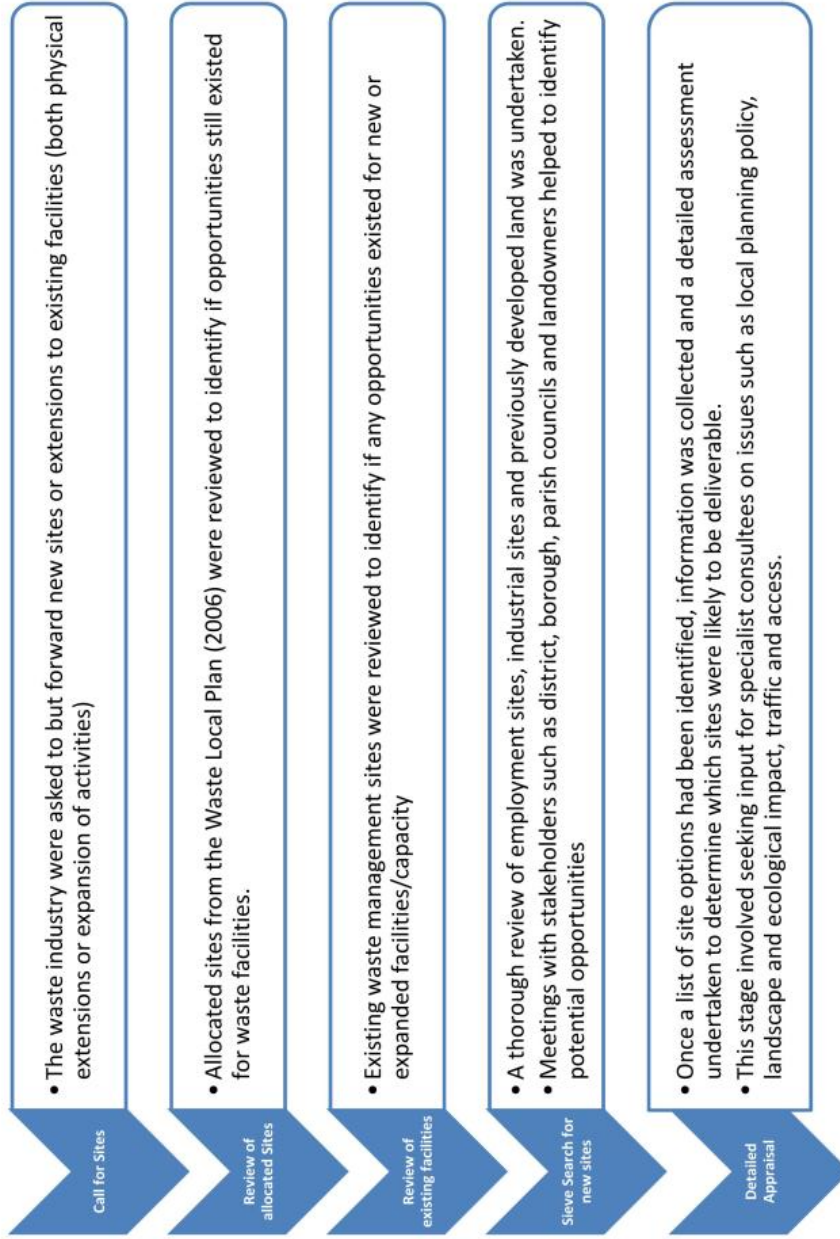 Call for Sites
• The waste industry were asked to but forward new sites or extensions to existing facilities (both physical
extensions or expansion of activities)
Review of
allocated Sites
• Allocated sites from the Waste Local Plan (2006) were reviewed to identify if opportunities still existed
for waste facilities.
Review of
existing facilities
• Existing waste management sites were reviewed to identify if any opportunities existed for new or
expanded facilities/capacity
Sieve Search for
new sites
• A thorough review of employment sites, industrial sites and previously developed land was undertaken.
• Meetings with stakeholders such as district, borough, parish councils and landowners helped to identify
potential opportunities
Detailed
Appraisal
• Once a list of site options had been identified, information was collected and a detailed assessment
undertaken to determine which sites were likely to be deliverable.
• This stage involved seeking input for specialist consultees on issues such as local planning policy,
landscape and ecological impact, traffic and access.